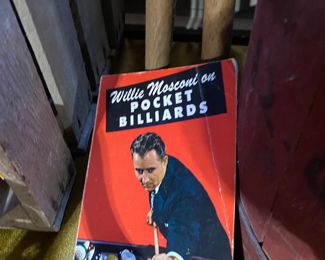 Willie Mosconi on
POCKET
BILLIARDS